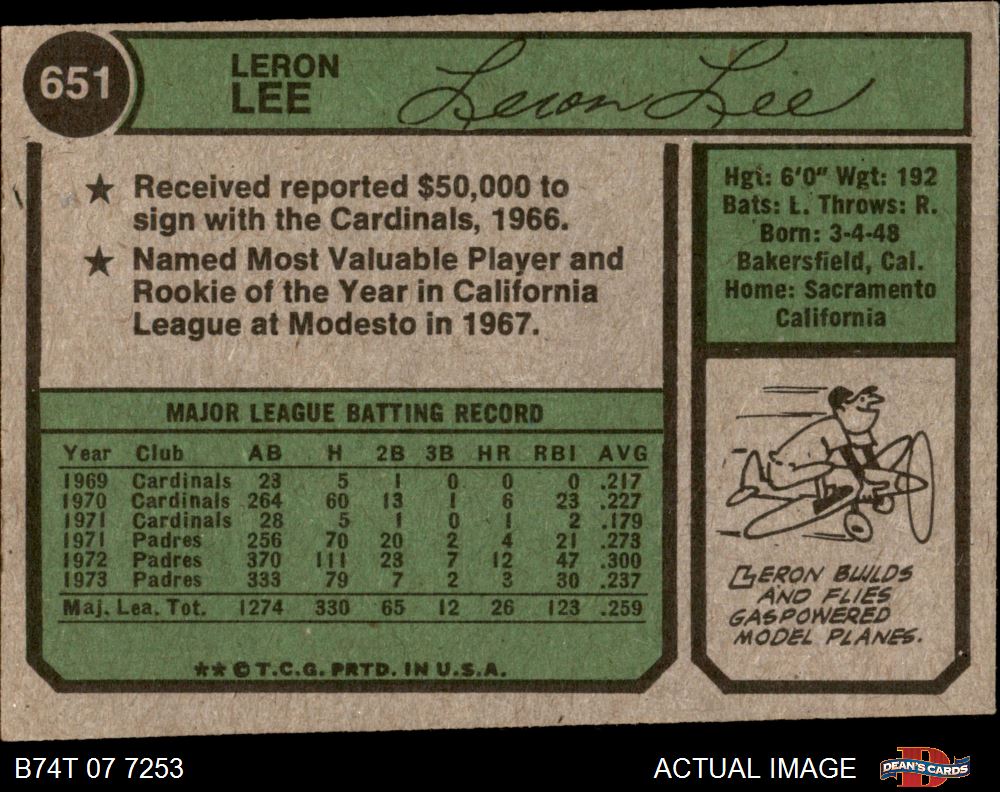 651
LERON
LEE
Leron Lee
★ Received reported $50,000 to
sign with the Cardinals, 1966.
★ Named Most Valuable Player and
Rookie of the Year in California
League at Modesto in 1967.
Hgt: 6'0" Wgt: 192
Bats: L. Throws: R.
Born: 3-4-48
Bakersfield, Cal.
Home: Sacramento
California
MAJOR LEAGUE BATTING RECORD
Year Club AB H 2B 3B HR RBI AVG
1969 Cardinals 23 5 1 0 0 0 .217
1970 Cardinals 264 60 13 1 6 23 .227
1971 Cardinals 28 5 1 0 1 2 .179
1971 Padres 256 70 20 2 4 21 .273
1972 Padres 370 111 23 7 12 47 .300
1973 Padres 333 79 7 2 3 30 .237
Maj. Lea. Tot. 1274 330 65 12 26 123 .259
★★ © T.C.G. PRTD. IN U.S.A.
LERON BUILDS
AND FLIES
GASPOWERED
MODEL PLANES.
B74T 07 7253
ACTUAL IMAGE
DEAN'S CARDS